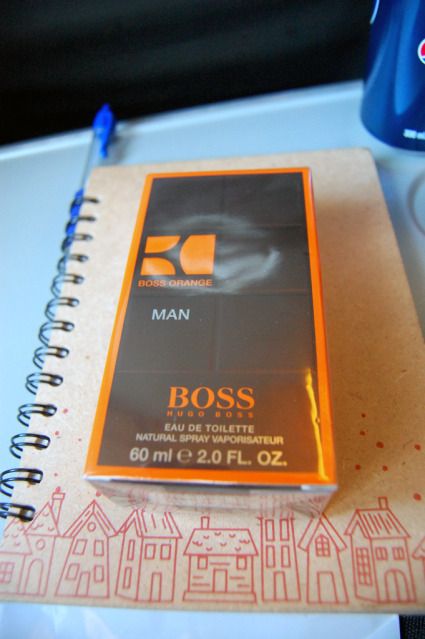 BOSS ORANGE
MAN
BOSS
HUGO BOSS
EAU DE TOILETTE
NATURAL SPRAY VAPORISATEUR
60 ml e 2.0 FL. OZ.